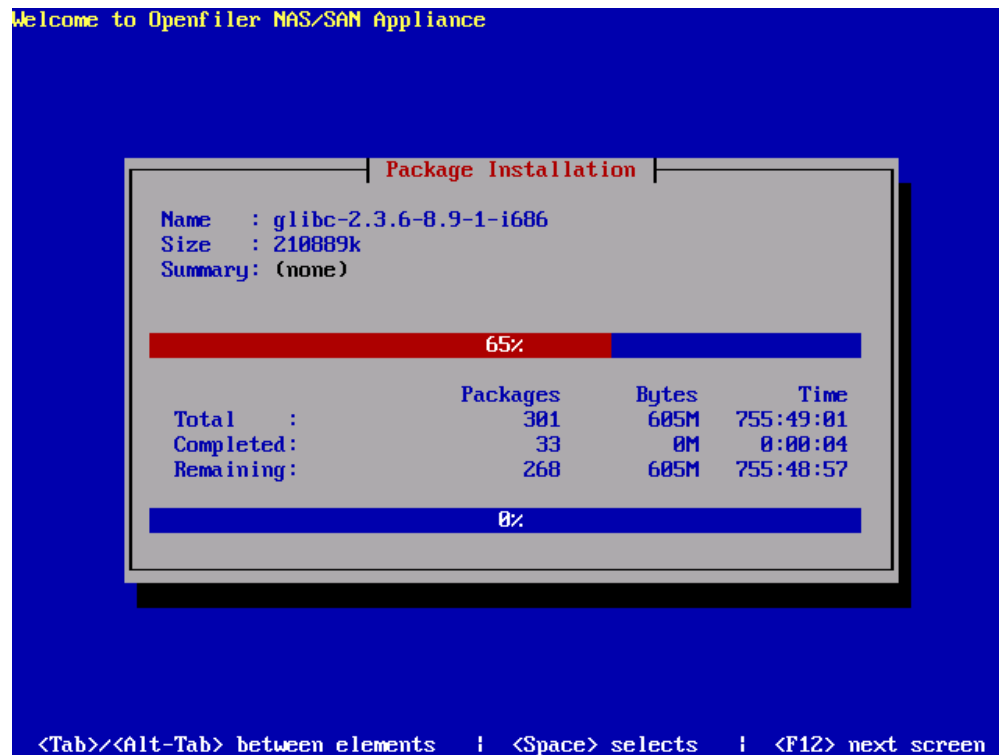 Welcome to Openfiler NAS/SAN Appliance
Package Installation
Name   : glibc-2.3.6-8.9-1-i686
Size   : 210889k
Summary: (none)
65%
Packages Bytes Time
Total    : 301 605M 755:49:01
Completed: 33 0M 0:00:04
Remaining: 268 605M 755:48:57
0%
<Tab>/<Alt-Tab> between elements   |  <Space> selects   |  <F12> next screen